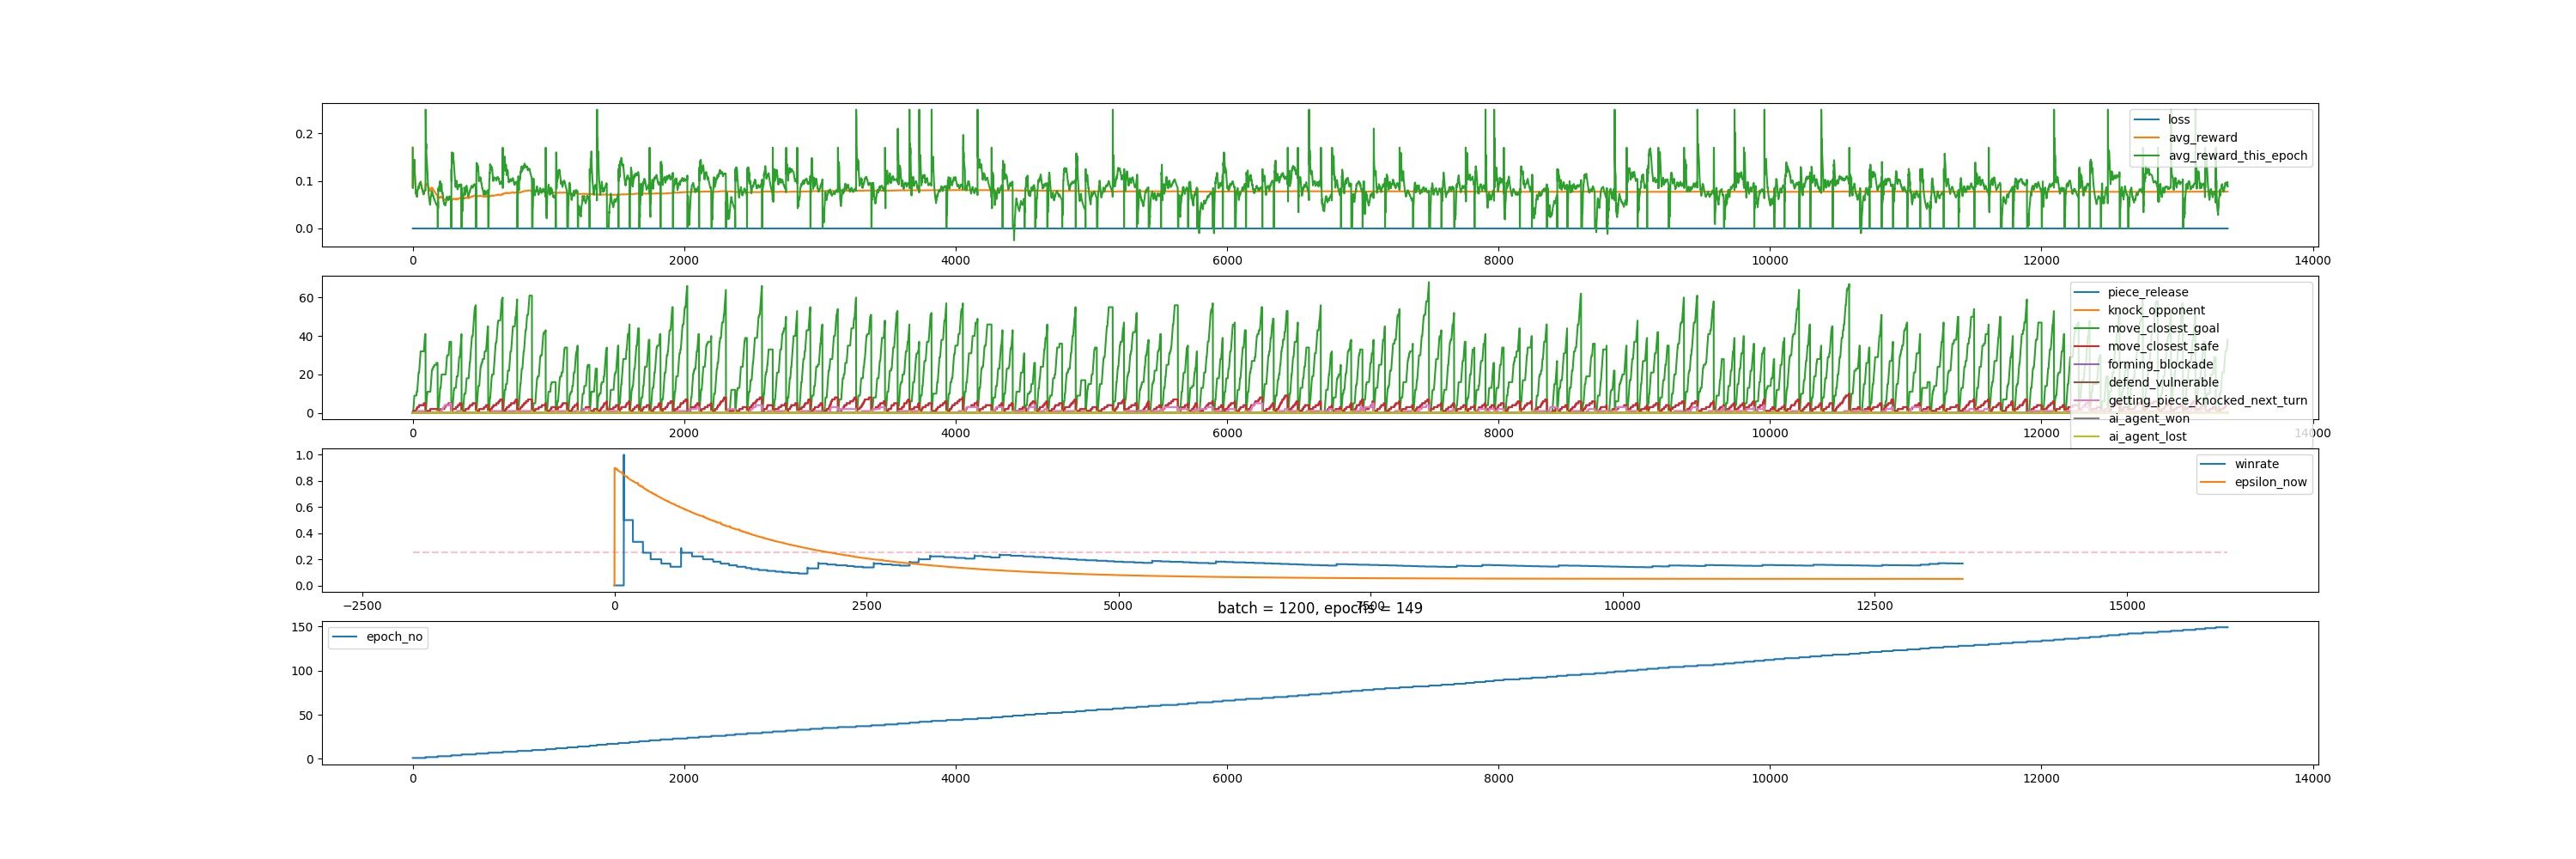 0.2
0.1
0.0
loss
avg_reward
avg_reward_this_epoch
0 2000 4000 6000 8000 10000 12000 14000
60
40
20
0
piece_release
knock_opponent
move_closest_goal
move_closest_safe
forming_blockade
defend_vulnerable
getting_piece_knocked_next_turn
ai_agent_won
ai_agent_lost
0 2000 4000 6000 8000 10000 12000 14000
1.0
0.8
0.6
0.4
0.2
0.0
winrate
epsilon_now
−2500 0 2500 5000 7500 10000 12500 15000
batch = 1200, epochs = 149
150
100
50
0
epoch_no
0 2000 4000 6000 8000 10000 12000 14000